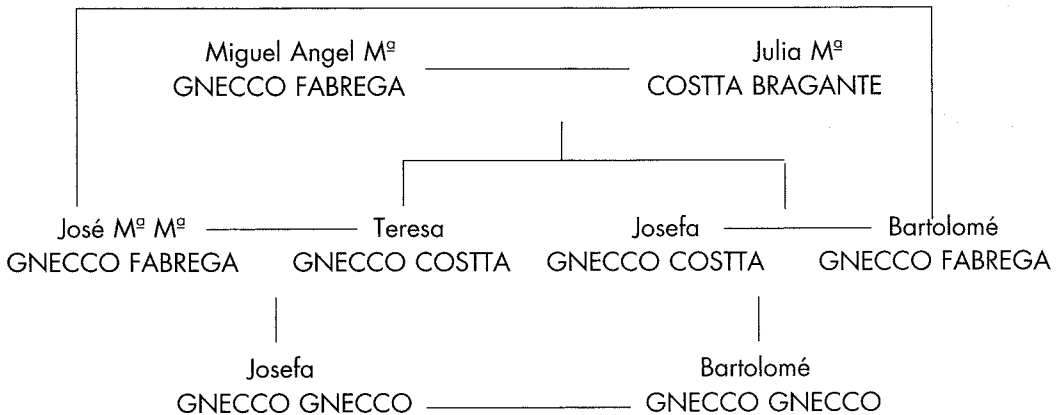 Miguel Angel Mª
GNECCO FABREGA
Julia Mª
COSTTA BRAGANTE
José Mª Mª
GNECCO FABREGA
Teresa
GNECCO COSTTA
Josefa
GNECCO COSTTA
Bartolomé
GNECCO FABREGA
Josefa
GNECCO GNECCO
Bartolomé
GNECCO GNECCO